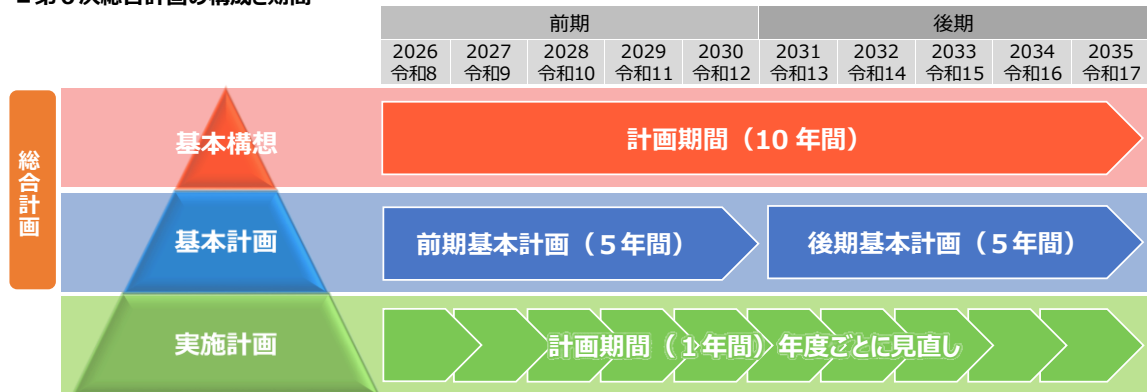 前期 後期
2026 2027 2028 2029 2030 2031 2032 2033 2034 2035
令和8 令和9 令和10 令和11 令和12 令和13 令和14 令和15 令和16 令和17
総合計画
基本構想 計画期間（10 年間）
基本計画 前期基本計画（５年間） 後期基本計画（５年間）
実施計画 計画期間（１年間）年度ごとに見直し